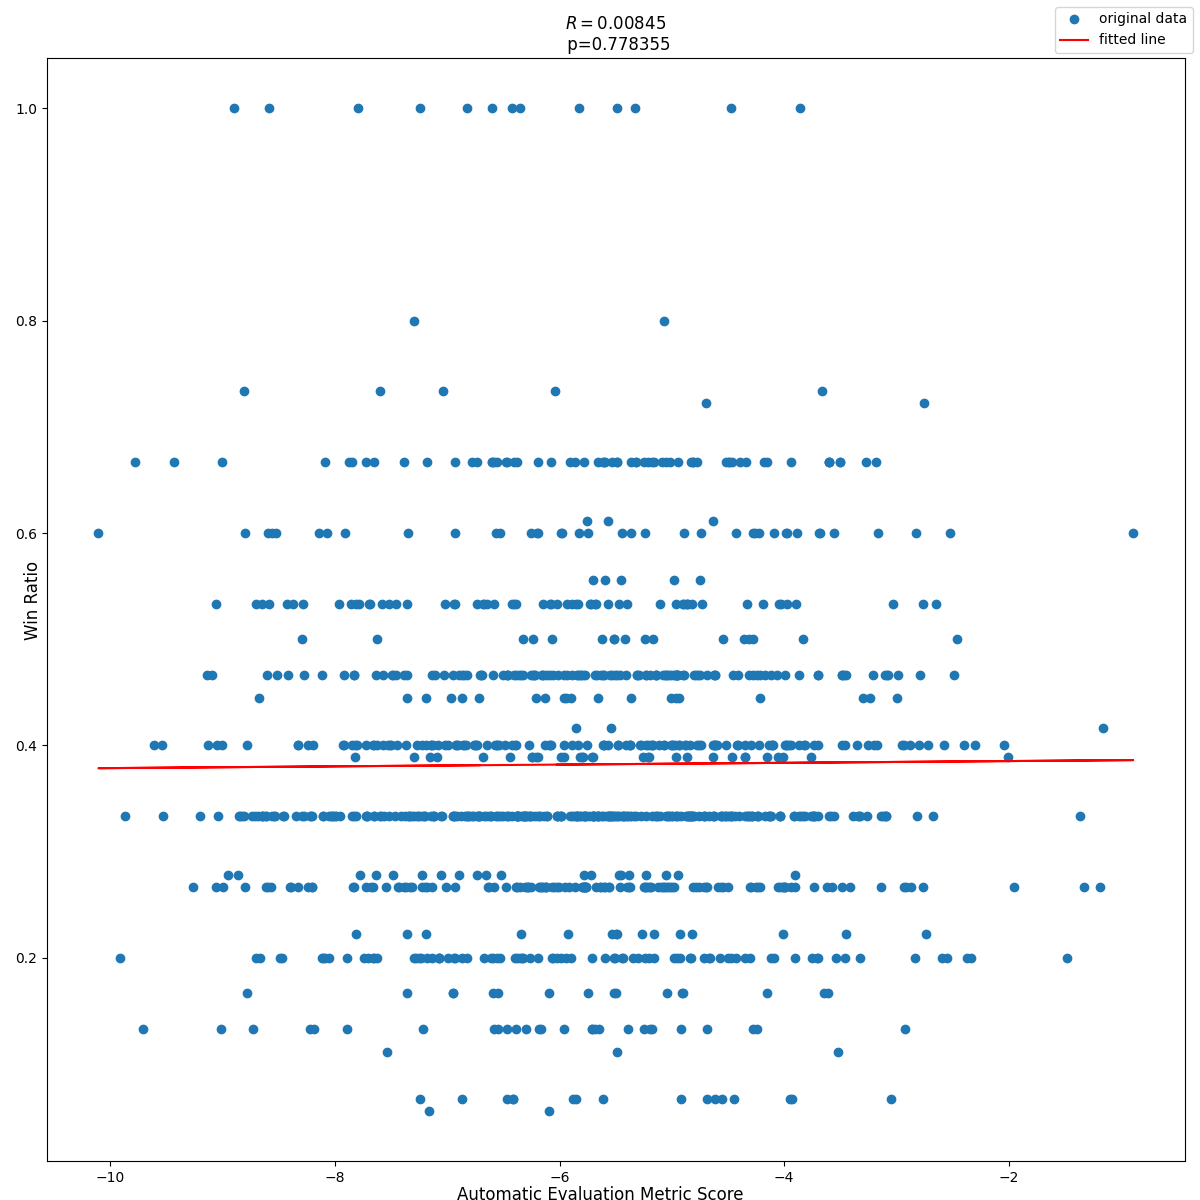 R = 0.00845
p=0.778355
original data
fitted line
Win Ratio
1.0
0.8
0.6
0.4
0.2
−10
−8
−6
−4
−2
Automatic Evaluation Metric Score